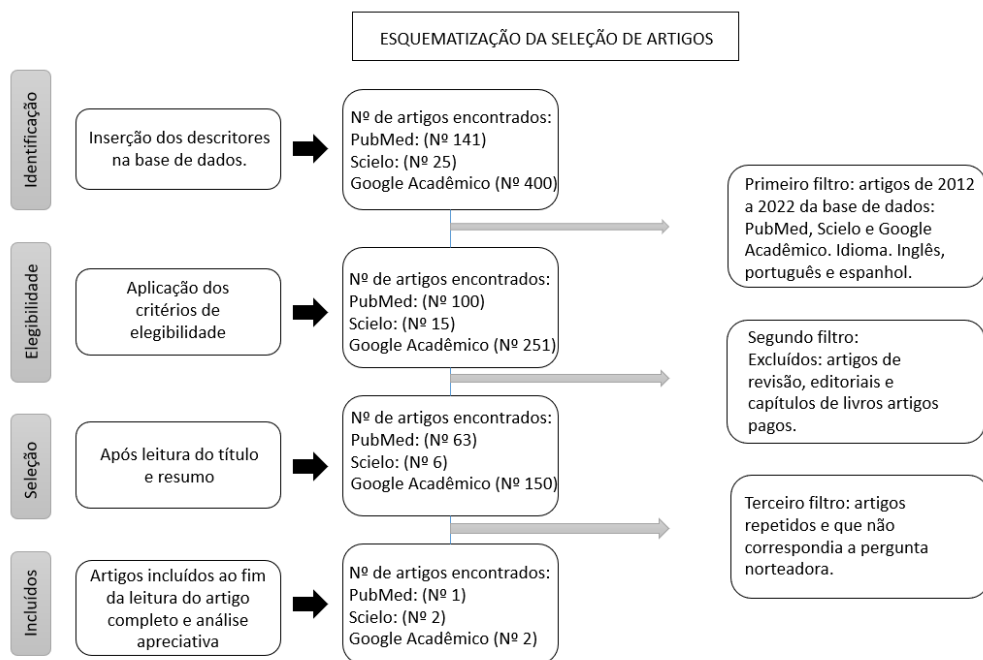 ESQUEMATIZAÇÃO DA SELEÇÃO DE ARTIGOS
Identificação
Inserção dos descritores
na base de dados.
Nº de artigos encontrados:
PubMed: (Nº 141)
Scielo: (Nº 25)
Google Acadêmico (Nº 400)
Primeiro filtro: artigos de 2012
a 2022 da base de dados:
PubMed, Scielo e Google
Acadêmico. Idioma. Inglês,
português e espanhol.
Elegibilidade
Aplicação dos
critérios de
elegibilidade
Nº de artigos encontrados:
PubMed: (Nº 100)
Scielo: (Nº 15)
Google Acadêmico (Nº 251)
Segundo filtro:
Excluídos: artigos de
revisão, editoriais e
capítulos de livros artigos
pagos.
Seleção
Após leitura do título
e resumo
Nº de artigos encontrados:
PubMed: (Nº 63)
Scielo: (Nº 6)
Google Acadêmico (Nº 150)
Terceiro filtro: artigos
repetidos e que não
correspondia a pergunta
norteadora.
Incluídos
Artigos incluídos ao fim
da leitura do artigo
completo e análise
apreciativa
Nº de artigos encontrados:
PubMed: (Nº 1)
Scielo: (Nº 2)
Google Acadêmico (Nº 2)